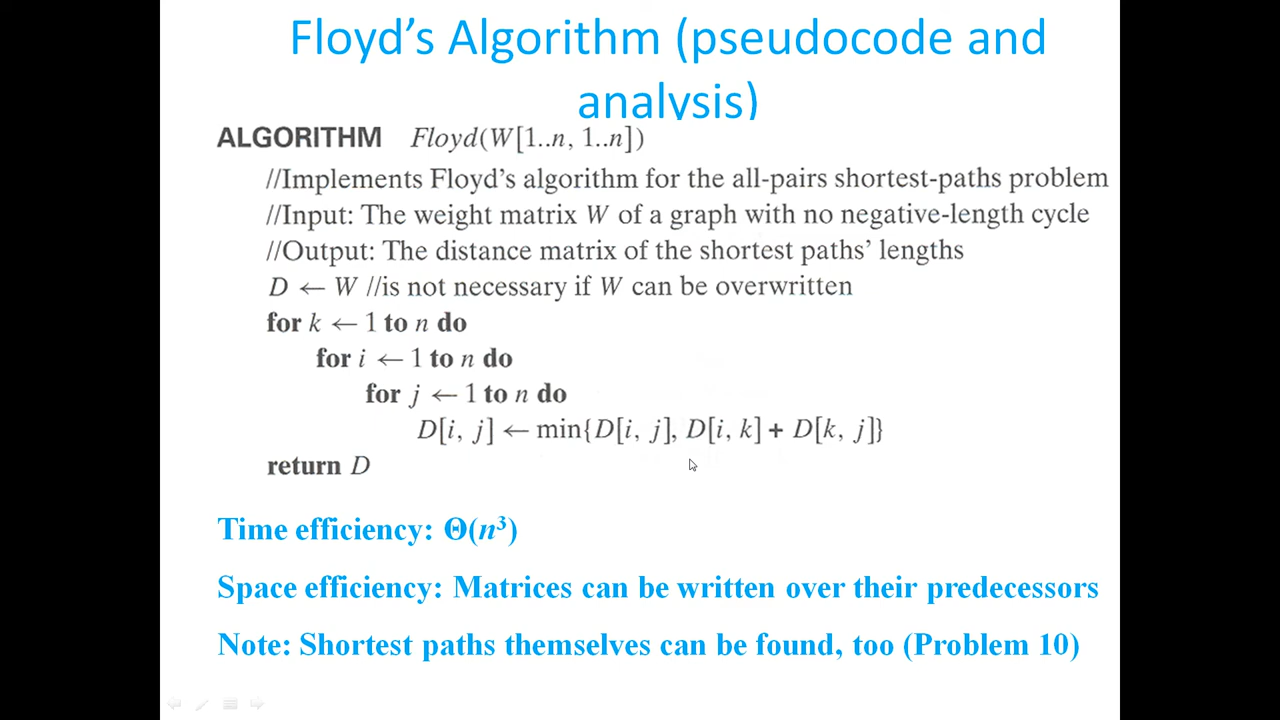 Floyd’s Algorithm (pseudocode and
analysis)
ALGORITHM Floyd(W[1..n, 1..n])
//Implements Floyd’s algorithm for the all-pairs shortest-paths problem
//Input: The weight matrix W of a graph with no negative-length cycle
//Output: The distance matrix of the shortest paths’ lengths
D ← W //is not necessary if W can be overwritten
for k ← 1 to n do
for i ← 1 to n do
for j ← 1 to n do
D[i, j] ← min{D[i, j], D[i, k] + D[k, j]}
return D
Time efficiency: Θ(n³)
Space efficiency: Matrices can be written over their predecessors
Note: Shortest paths themselves can be found, too (Problem 10)